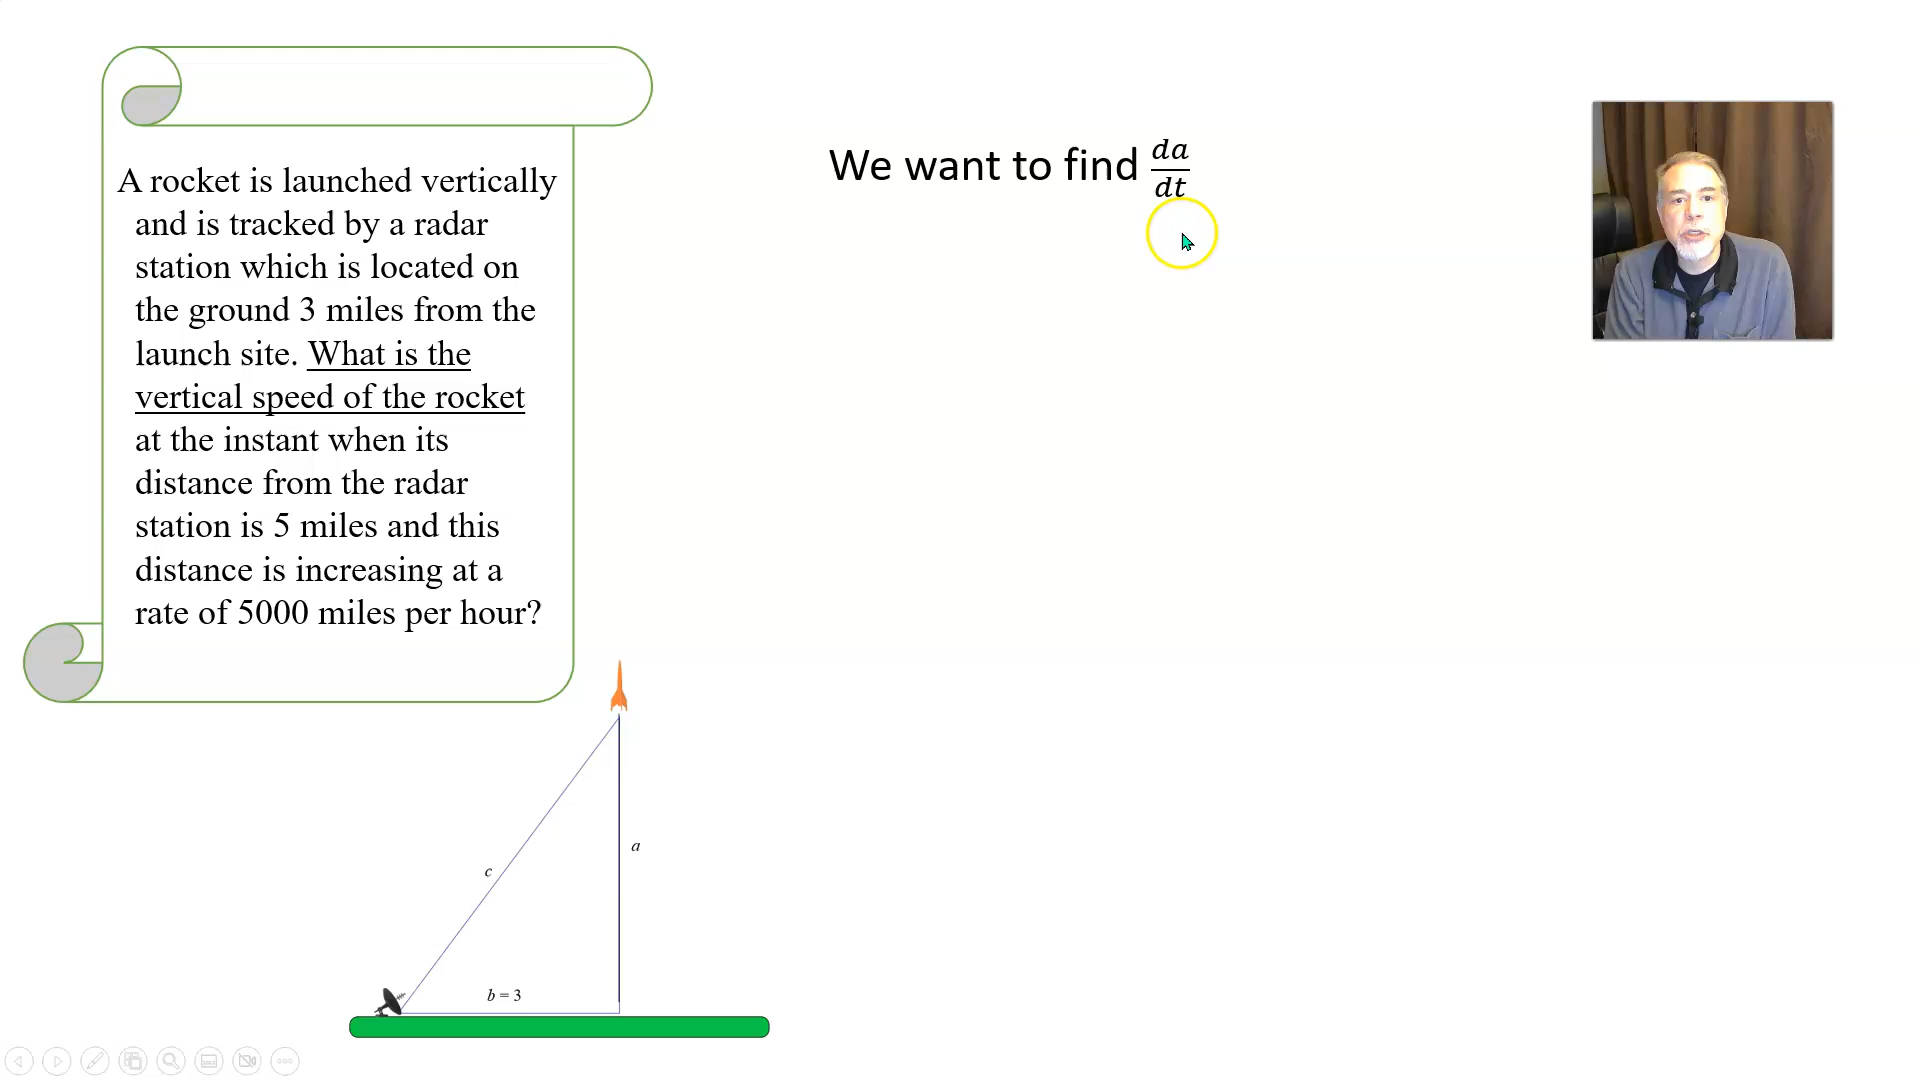 A rocket is launched vertically
and is tracked by a radar
station which is located on
the ground 3 miles from the
launch site. What is the
vertical speed of the rocket
at the instant when its
distance from the radar
station is 5 miles and this
distance is increasing at a
rate of 5000 miles per hour?
We want to find da/dt
c
a
b = 3